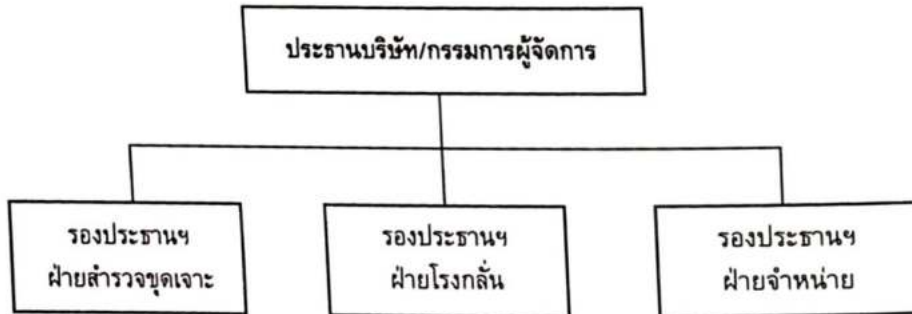 ประธานบริษัท/กรรมการผู้จัดการ
รองประธานฯ
ฝ่ายสำรวจขุดเจาะ
รองประธานฯ
ฝ่ายโรงกลั่น
รองประธานฯ
ฝ่ายจำหน่าย